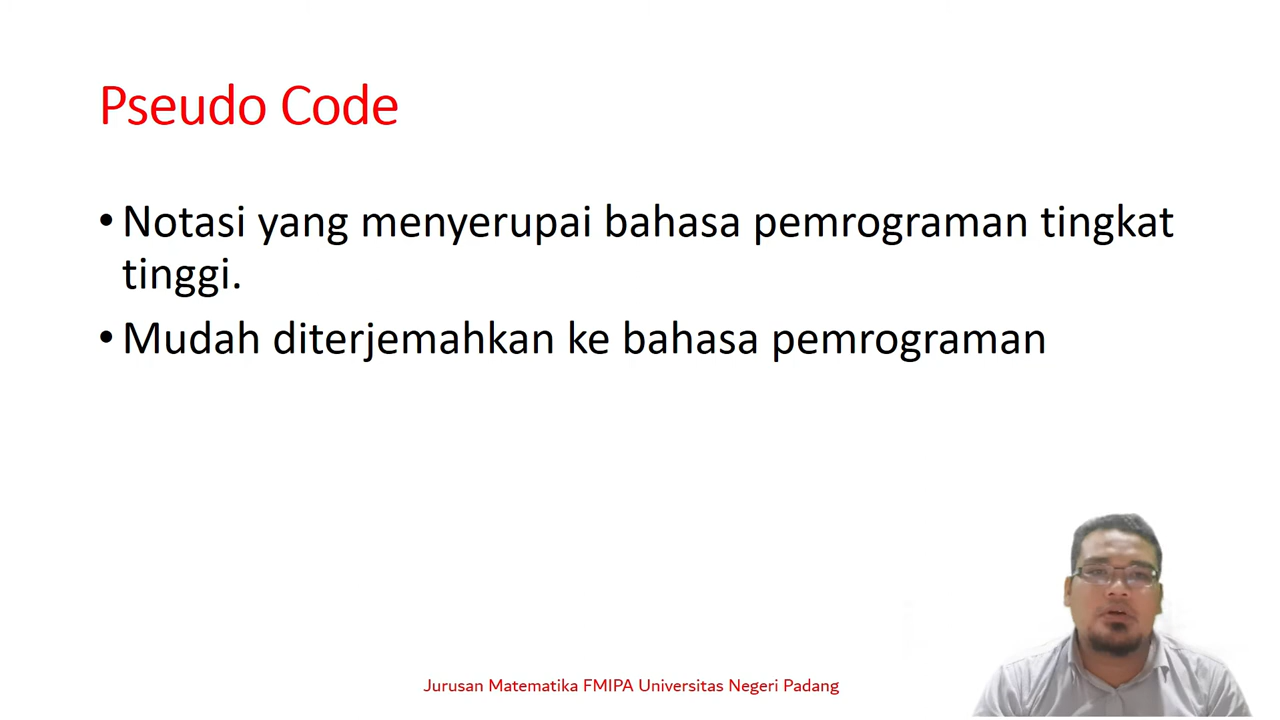 Pseudo Code
• Notasi yang menyerupai bahasa pemrograman tingkat
tinggi.
• Mudah diterjemahkan ke bahasa pemrograman
Jurusan Matematika FMIPA Universitas Negeri Padang